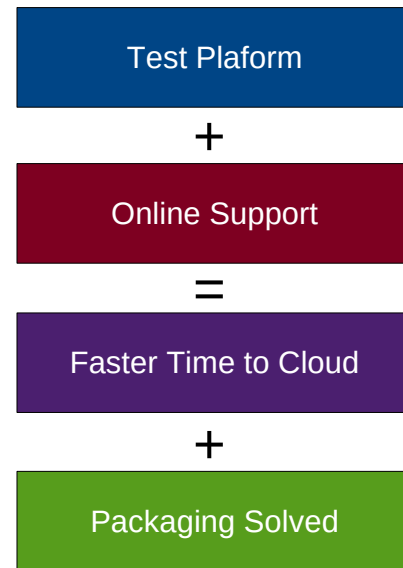 Test Plaform
+
Online Support
=
Faster Time to Cloud
+
Packaging Solved